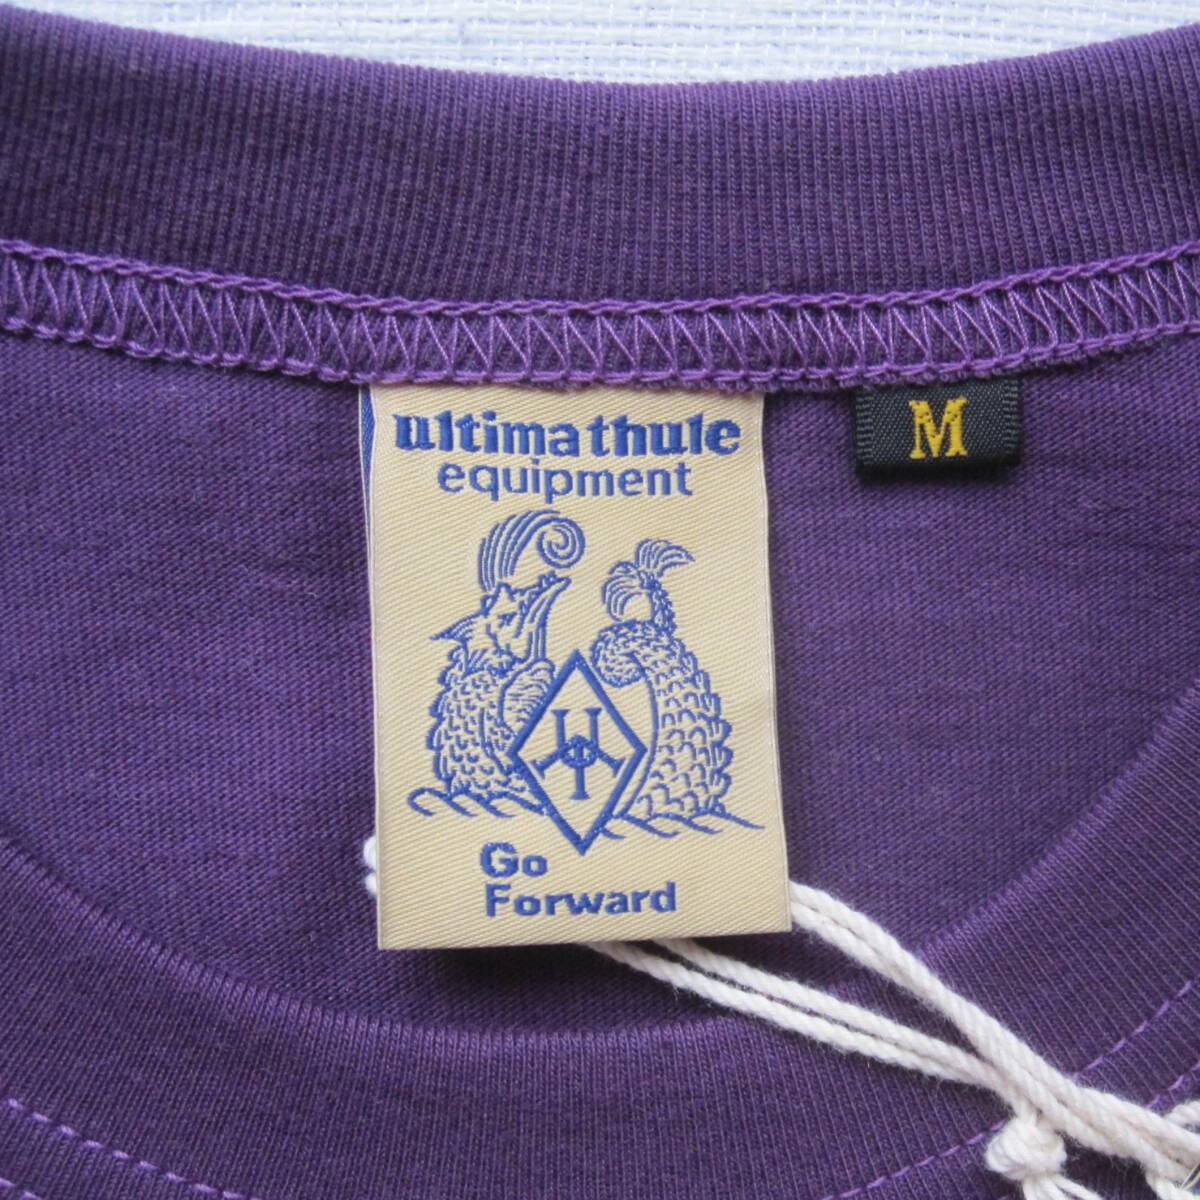 ultima thule
equipment
M
Go
Forward